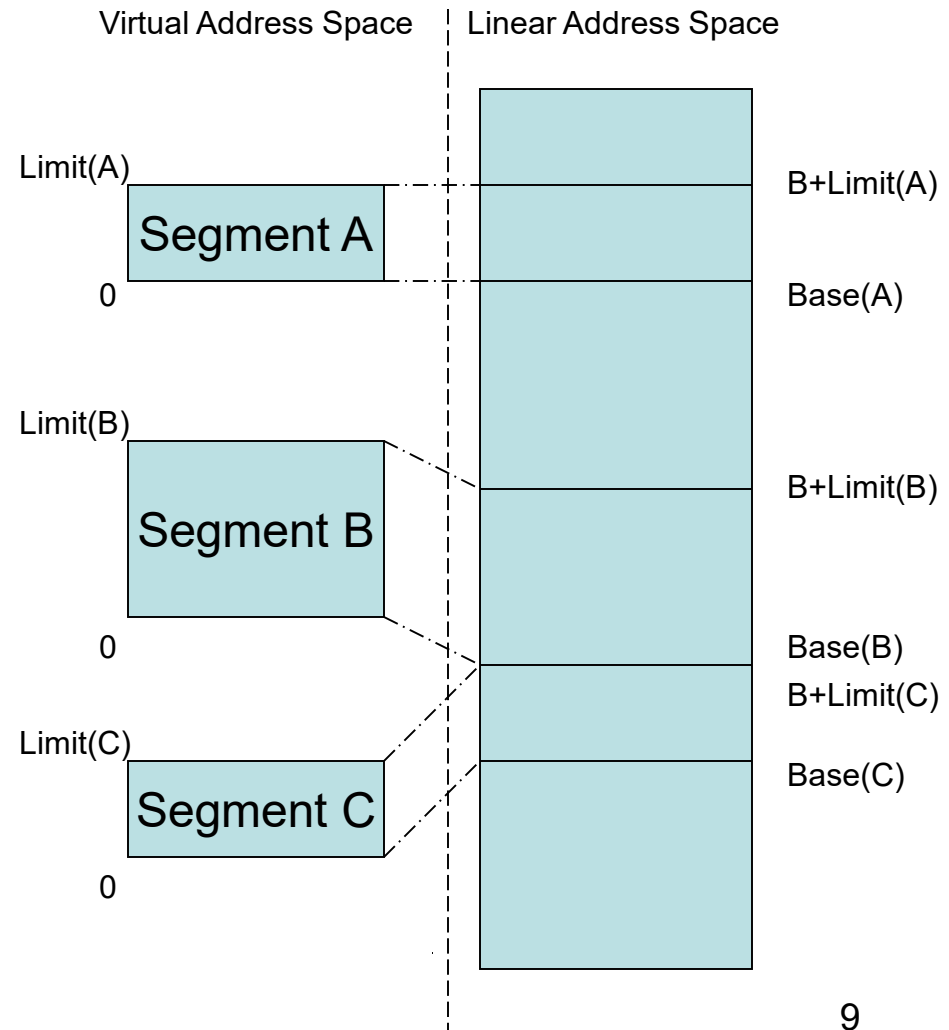 Virtual Address Space
Linear Address Space
Limit(A)
B+Limit(A)
Segment A
0
Base(A)
Limit(B)
B+Limit(B)
Segment B
0
Base(B)
B+Limit(C)
Limit(C)
Base(C)
Segment C
0
9